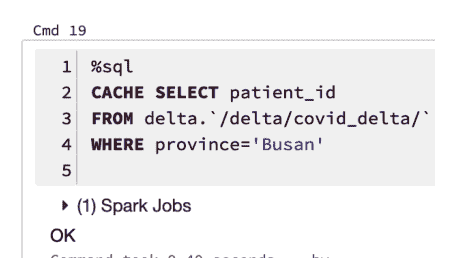 Cmd 19
1 %sql
2 CACHE SELECT patient_id
3 FROM delta.`/delta/covid_delta/`
4 WHERE province='Busan'
5
(1) Spark Jobs
OK